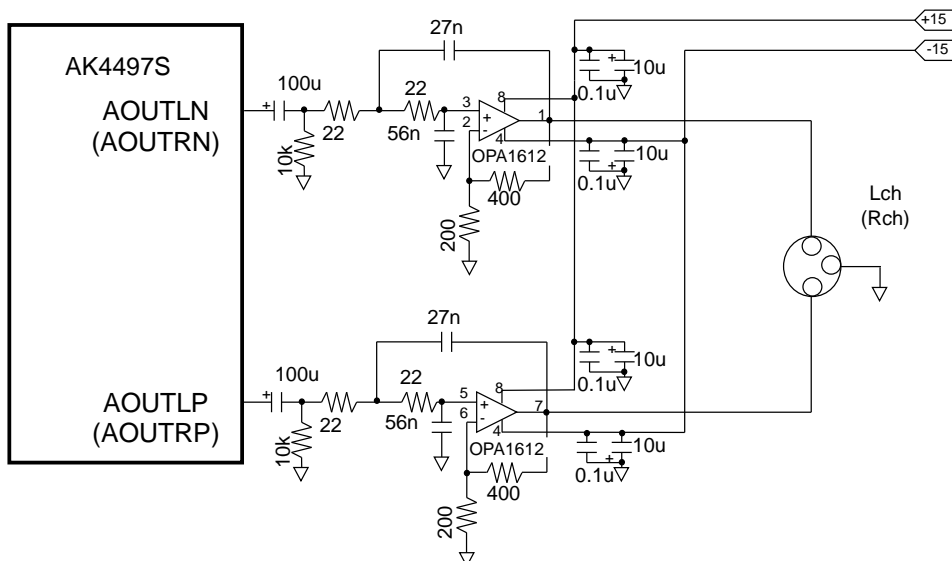 +15
-15
27n
10u
0.1u
AK4497S
100u
AOUTLN
(AOUTRN)
10k
22
22
56n
3
2
+
-
8
4
1
OPA1612
400
200
10u
0.1u
Lch
(Rch)
27n
10u
0.1u
100u
AOUTLP
(AOUTRP)
10k
22
22
56n
5
6
+
-
8
4
7
OPA1612
400
200
10u
0.1u